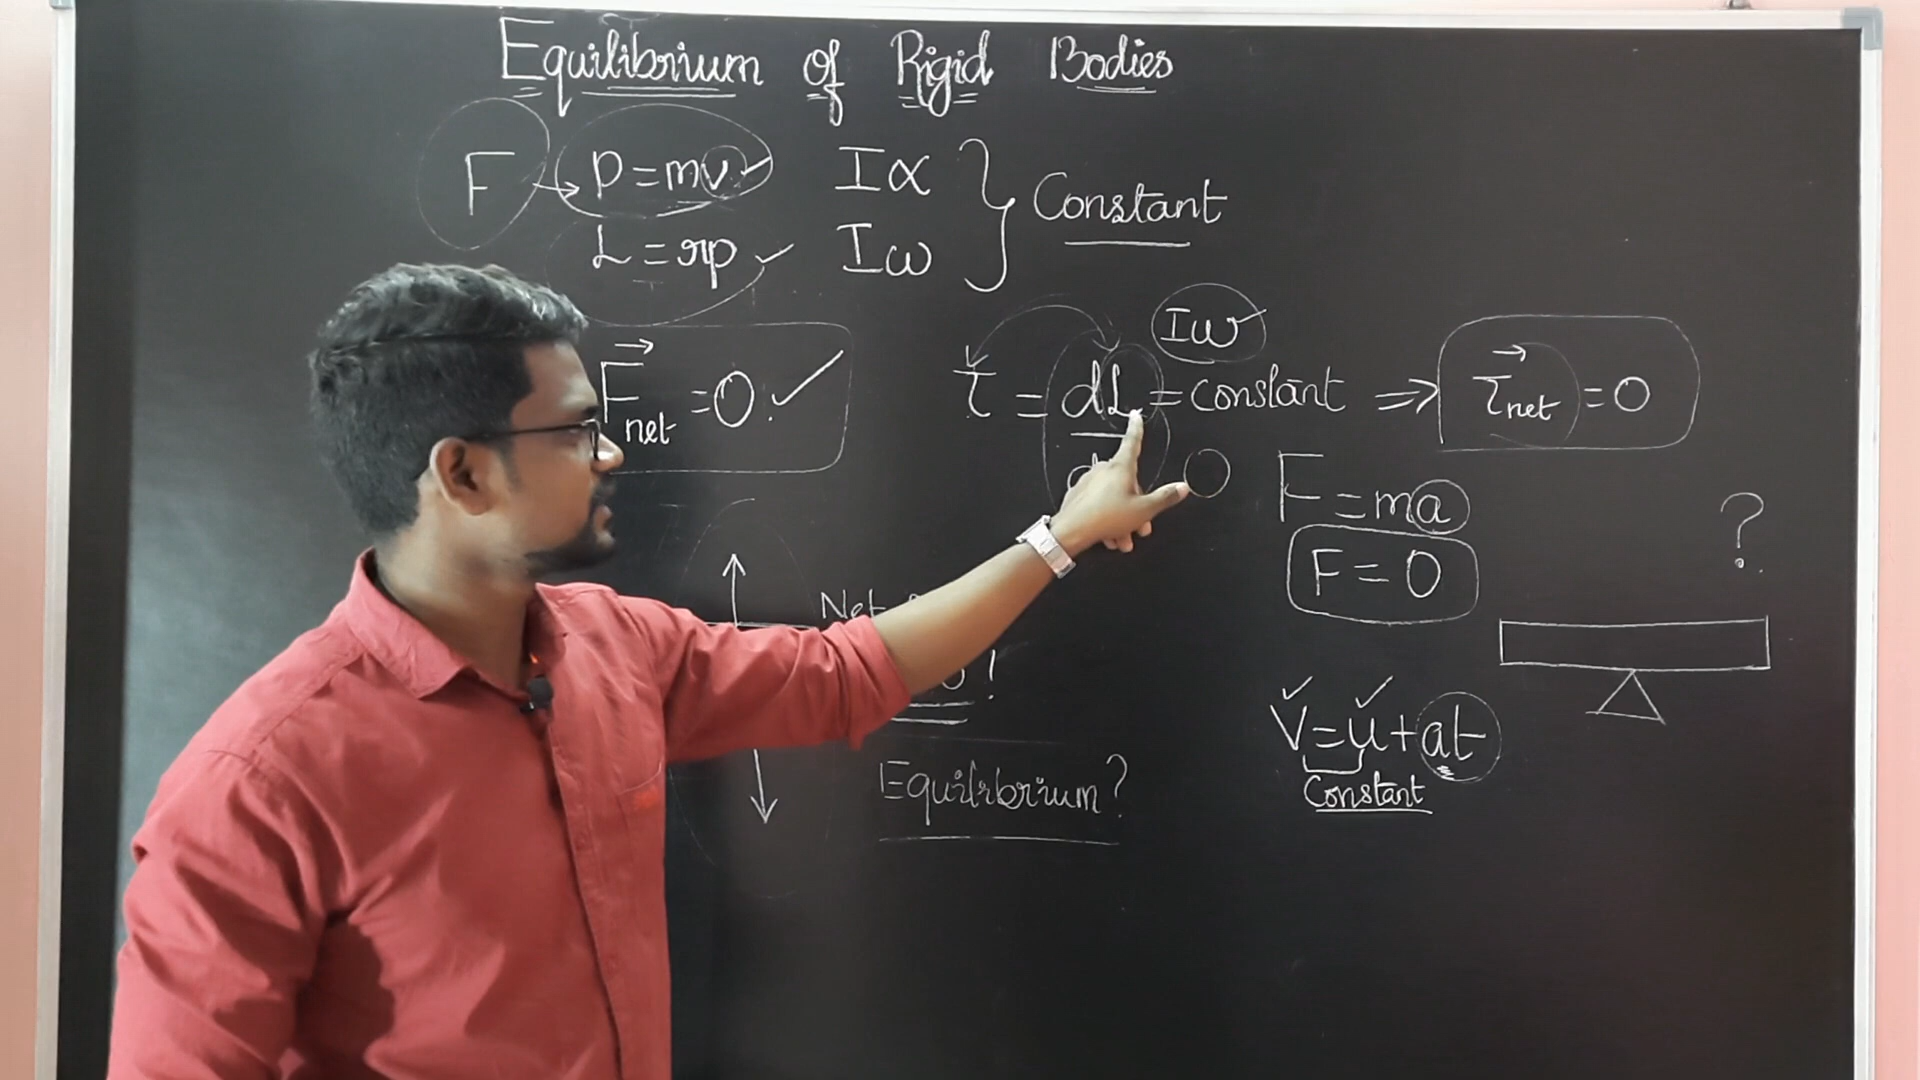 Equilibrium of Rigid Bodies
F → P = mv Iα
L = rp Iω } Constant
Iω
F⃗net = 0 τ⃗ = dL = constant ⇒ τ⃗net = 0
F = ma
F = 0
?
Net
!
V = u + at
Constant
Equilibrium?